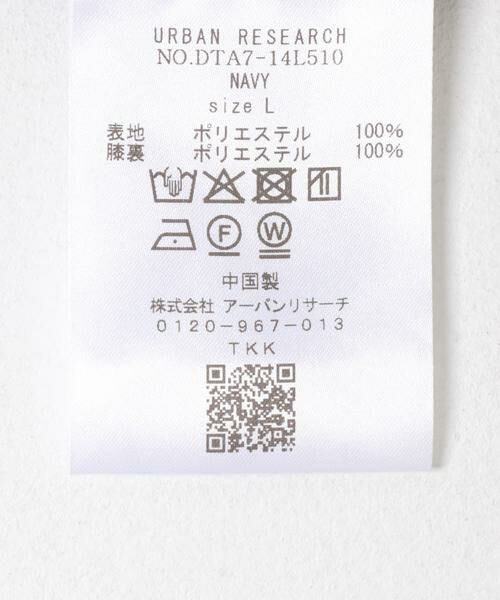 URBAN RESEARCH
NO.DTA7-14L510
NAVY
size L
表地 ポリエステル 100%
膝裏 ポリエステル 100%
F W
中国製
株式会社 アーバンリサーチ
0120-967-013
TKK